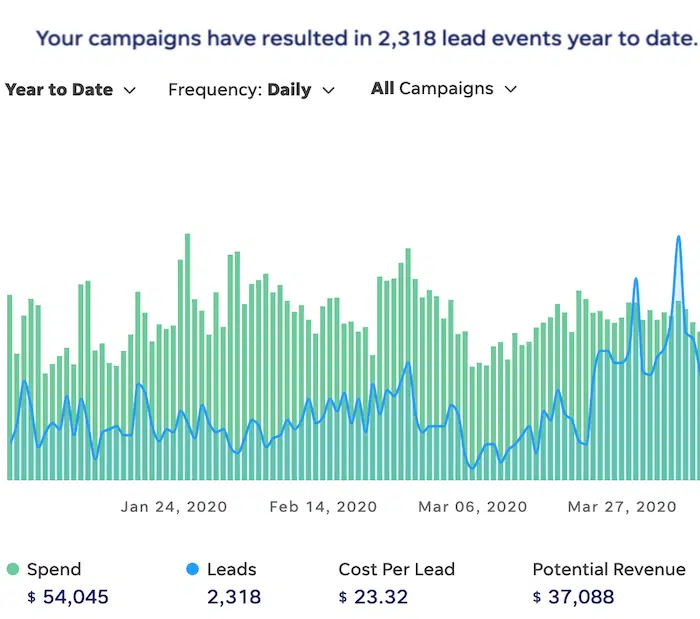 Your campaigns have resulted in 2,318 lead events year to date.
Year to Date Frequency: Daily All Campaigns
Jan 24, 2020 Feb 14, 2020 Mar 06, 2020 Mar 27, 2020
Spend Leads Cost Per Lead Potential Revenue
$ 54,045 2,318 $ 23.32 $ 37,088